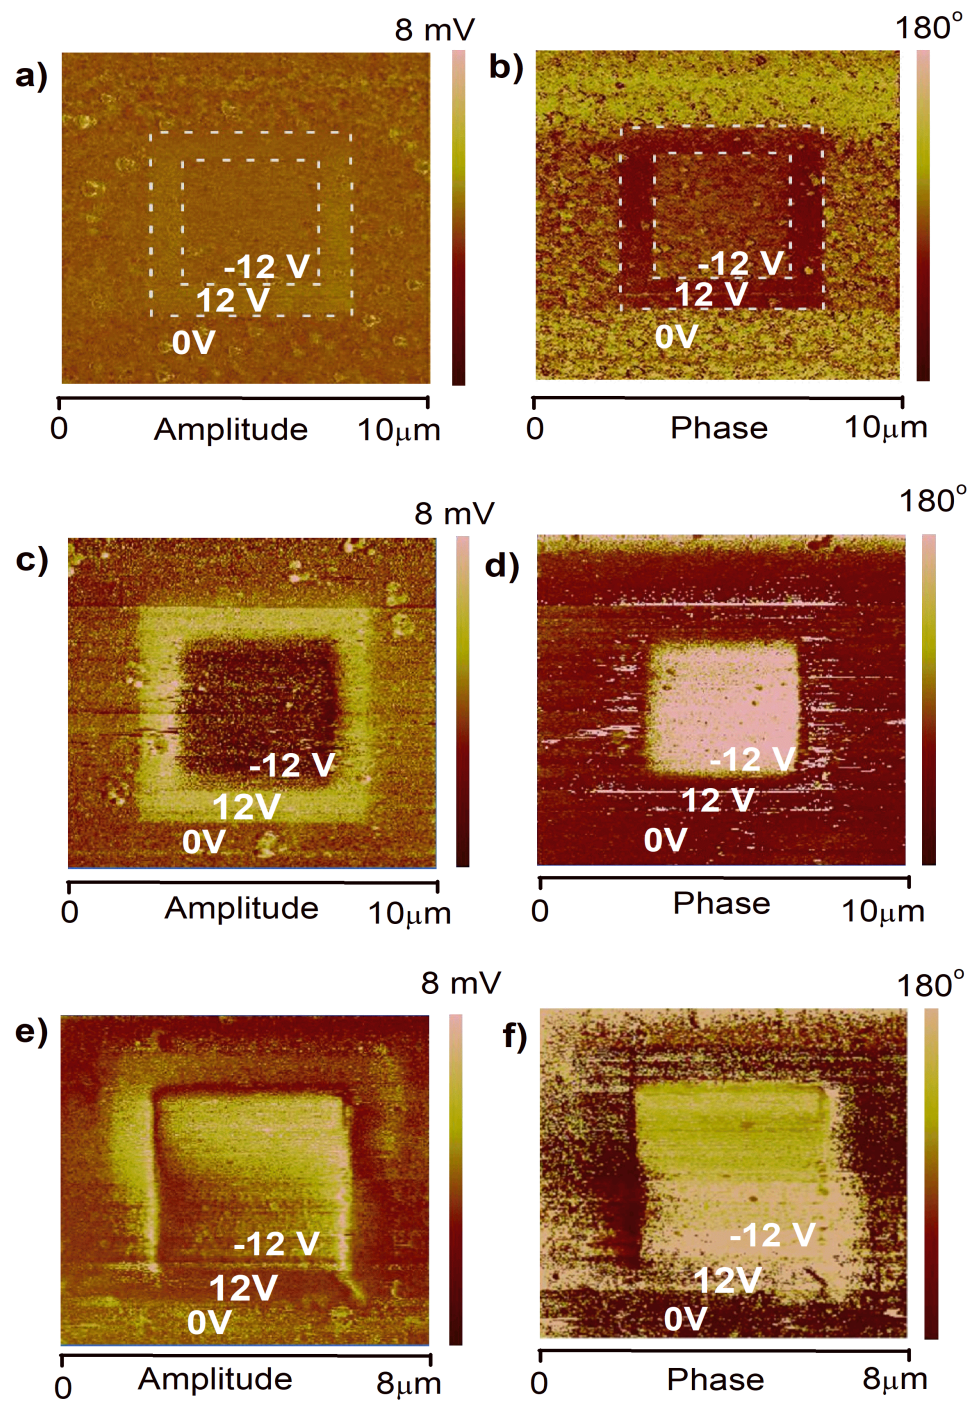 8 mV
180°
a)
b)
-12 V
12 V
0V
-12 V
12 V
0V
0
Amplitude
10μm
0
Phase
10μm
8 mV
180°
c)
d)
-12 V
12V
0V
-12 V
12 V
0V
0
Amplitude
10μm
0
Phase
10μm
8 mV
180°
e)
f)
-12 V
12V
0V
-12 V
12V
0V
0
Amplitude
8μm
0
Phase
8μm